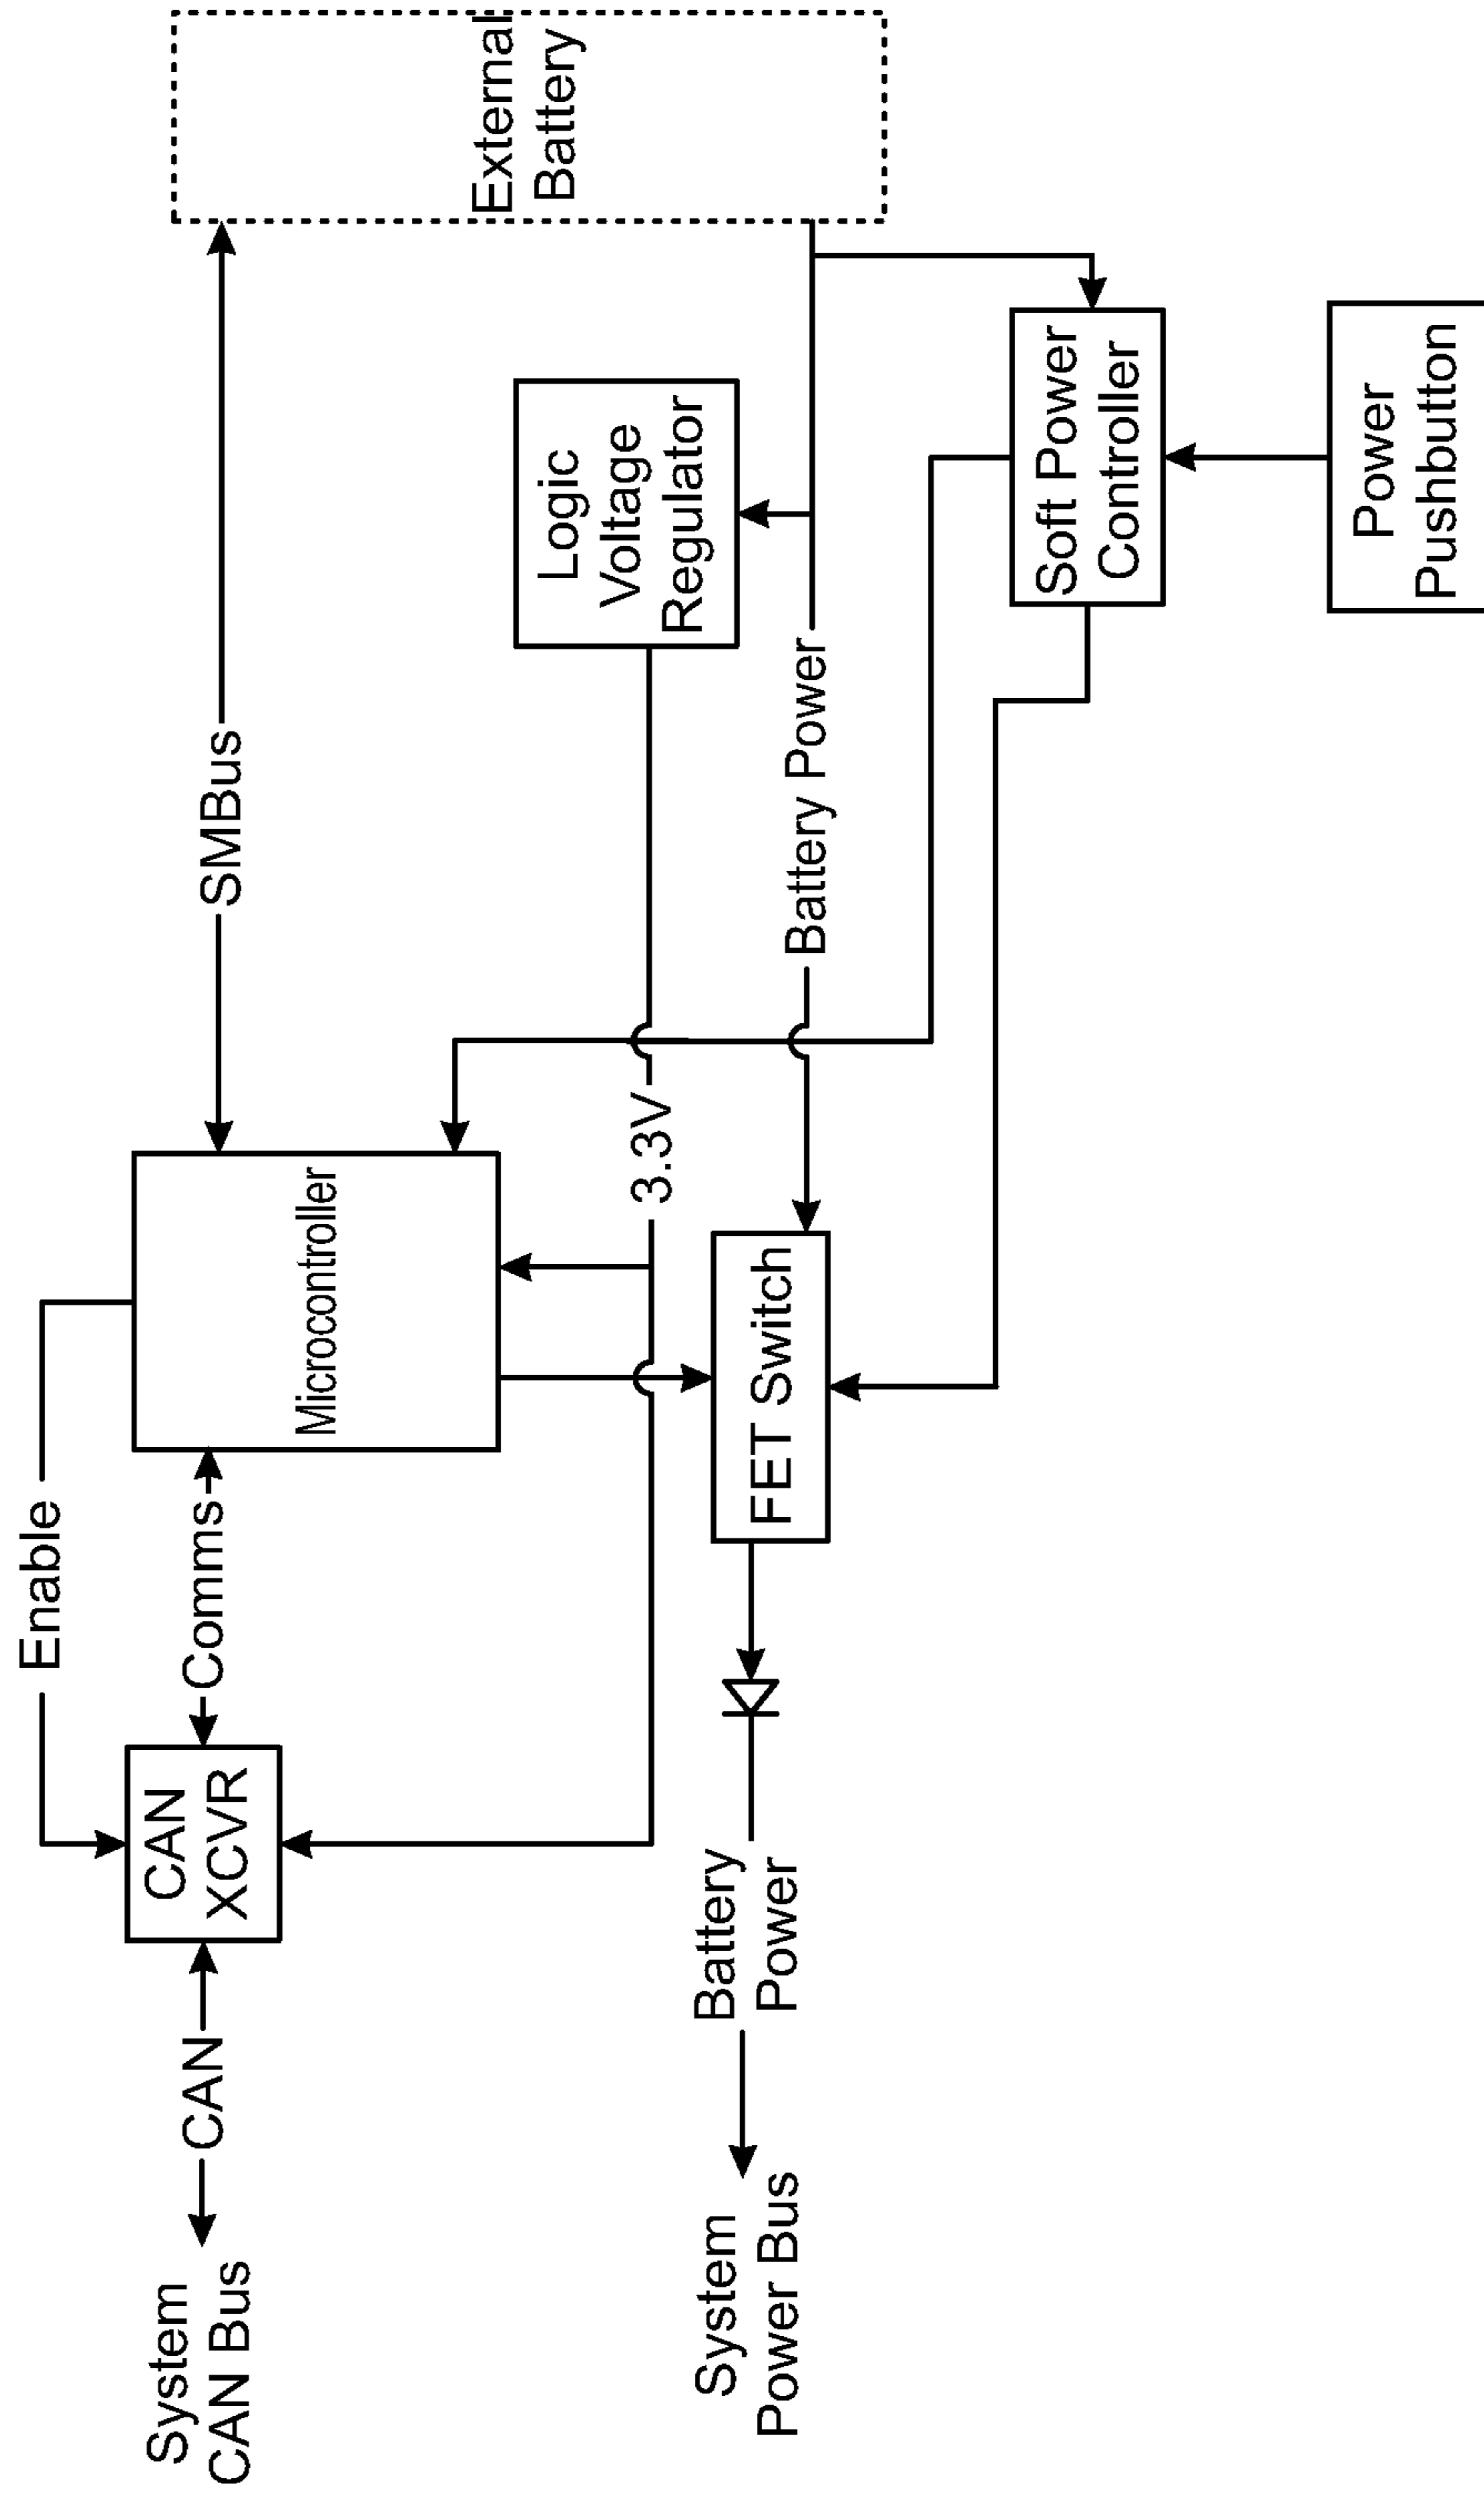 System
CAN Bus
CAN
CAN
XCVR
Enable
Comms
Microcontroller
SMBus
External
Battery
Logic
Voltage
Regulator
3.3V
System
Power Bus
Battery
Power
FET Switch
Battery Power
Soft Power
Controller
Power
Pushbutton